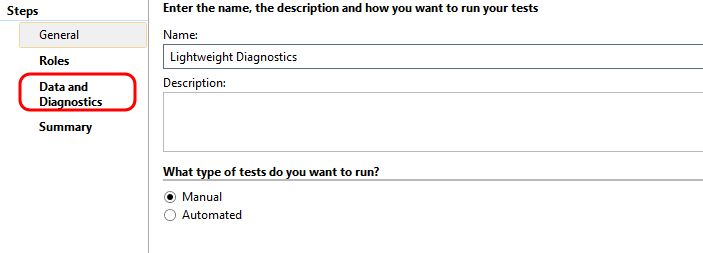 Steps
General
Roles
Data and
Diagnostics
Summary
Enter the name, the description and how you want to run your tests
Name:
Lightweight Diagnostics
Description:
What type of tests do you want to run?
Manual
Automated